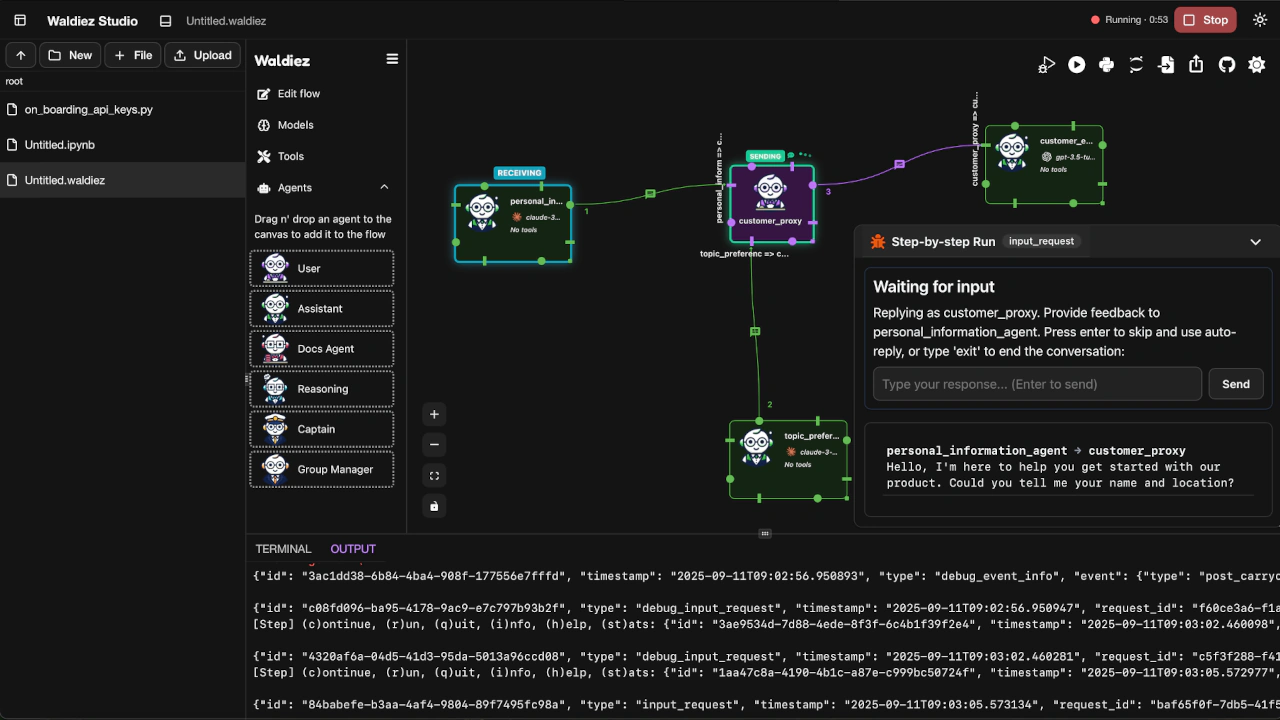 Waldiez Studio
Untitled.waldiez
Running · 0:53
Stop
New
File
Upload
root
on_boarding_api_keys.py
Untitled.ipynb
Untitled.waldiez
Waldiez
Edit flow
Models
Tools
Agents
Drag n' drop an agent to the
canvas to add it to the flow
User
Assistant
Docs Agent
Reasoning
Captain
Group Manager
RECEIVING
personal_in...
claude-3...
No tools
1
personal_inform => c...
SENDING
customer_proxy
3
topic_preferenc => c...
customer_proxy => cu...
customer_e...
gpt-3.5-tu...
No tools
2
topic_prefer...
claude-3-...
No tools
Step-by-step Run
input_request
Waiting for input
Replying as customer_proxy. Provide feedback to
personal_information_agent. Press enter to skip and use auto-
reply, or type 'exit' to end the conversation:
Type your response... (Enter to send)
Send
personal_information_agent → customer_proxy
Hello, I'm here to help you get started with our
product. Could you tell me your name and location?
TERMINAL
OUTPUT
{"id": "3ac1dd38-6b84-4ba4-908f-177556e7fffd", "timestamp": "2025-09-11T09:02:56.950893", "type": "debug_event_info", "event": {"type": "post_carryo
{"id": "c08fd096-ba95-4178-9ac9-e7c797b93b2f", "type": "debug_input_request", "timestamp": "2025-09-11T09:02:56.950947", "request_id": "f60ce3a6-f1a
[Step] (c)ontinue, (r)un, (q)uit, (i)nfo, (h)elp, (st)ats: {"id": "3ae9534d-7d88-4ede-8f3f-6c4b1f39f2e4", "timestamp": "2025-09-11T09:03:02.460098",
{"id": "4320af6a-04d5-41d3-95da-5013a96ccd08", "type": "debug_input_request", "timestamp": "2025-09-11T09:03:02.460281", "request_id": "c5f3f288-f41
[Step] (c)ontinue, (r)un, (q)uit, (i)nfo, (h)elp, (st)ats: {"id": "1aa47c8a-4190-4b1c-a87e-c999bc50724f", "timestamp": "2025-09-11T09:03:05.572977",
{"id": "84babefe-b3aa-4af4-9804-89f7495fc98a", "type": "input_request", "timestamp": "2025-09-11T09:03:05.573134", "request_id": "baf65f0f-7db5-41f5